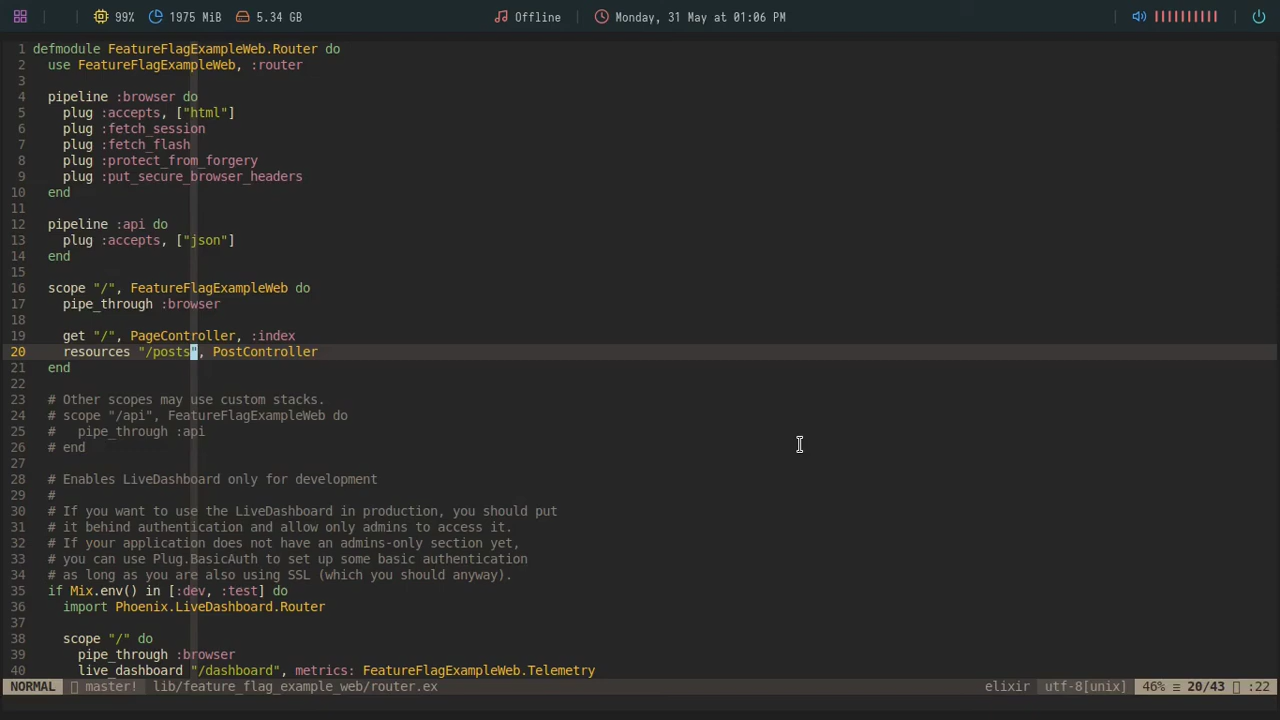 99% 1975 MiB 5.34 GB Offline Monday, 31 May at 01:06 PM
1 defmodule FeatureFlagExampleWeb.Router do
2 use FeatureFlagExampleWeb, :router
3
4 pipeline :browser do
5 plug :accepts, ["html"]
6 plug :fetch_session
7 plug :fetch_flash
8 plug :protect_from_forgery
9 plug :put_secure_browser_headers
10 end
11
12 pipeline :api do
13 plug :accepts, ["json"]
14 end
15
16 scope "/", FeatureFlagExampleWeb do
17 pipe_through :browser
18
19 get "/", PageController, :index
20 resources "/posts", PostController
21 end
22
23 # Other scopes may use custom stacks.
24 # scope "/api", FeatureFlagExampleWeb do
25 #   pipe_through :api
26 # end
27
28 # Enables LiveDashboard only for development
29 #
30 # If you want to use the LiveDashboard in production, you should put
31 # it behind authentication and allow only admins to access it.
32 # If your application does not have an admins-only section yet,
33 # you can use Plug.BasicAuth to set up some basic authentication
34 # as long as you are also using SSL (which you should anyway).
35 if Mix.env() in [:dev, :test] do
36 import Phoenix.LiveDashboard.Router
37
38 scope "/" do
39 pipe_through :browser
40 live_dashboard "/dashboard", metrics: FeatureFlagExampleWeb.Telemetry
NORMAL master! lib/feature_flag_example_web/router.ex elixir utf-8[unix] 46% ≡ 20/43 :22